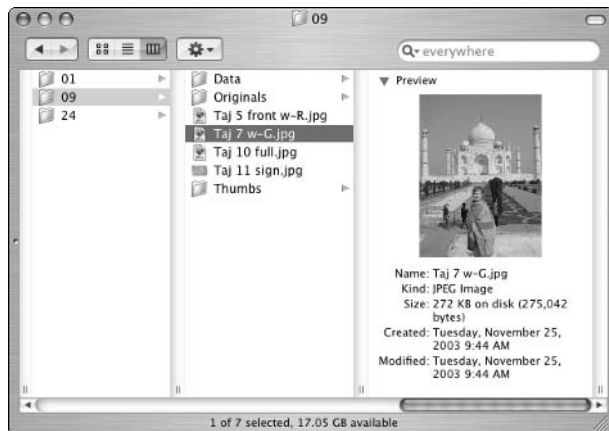 09
everywhere
01
09
24
Data
Originals
Taj 5 front w-R.jpg
Taj 7 w-G.jpg
Taj 10 full.jpg
Taj 11 sign.jpg
Thumbs
Preview
Name: Taj 7 w-G.jpg
Kind: JPEG Image
Size: 272 KB on disk (275,042
bytes)
Created: Tuesday, November 25,
2003 9:44 AM
Modified: Tuesday, November 25,
2003 9:44 AM
1 of 7 selected, 17.05 GB available